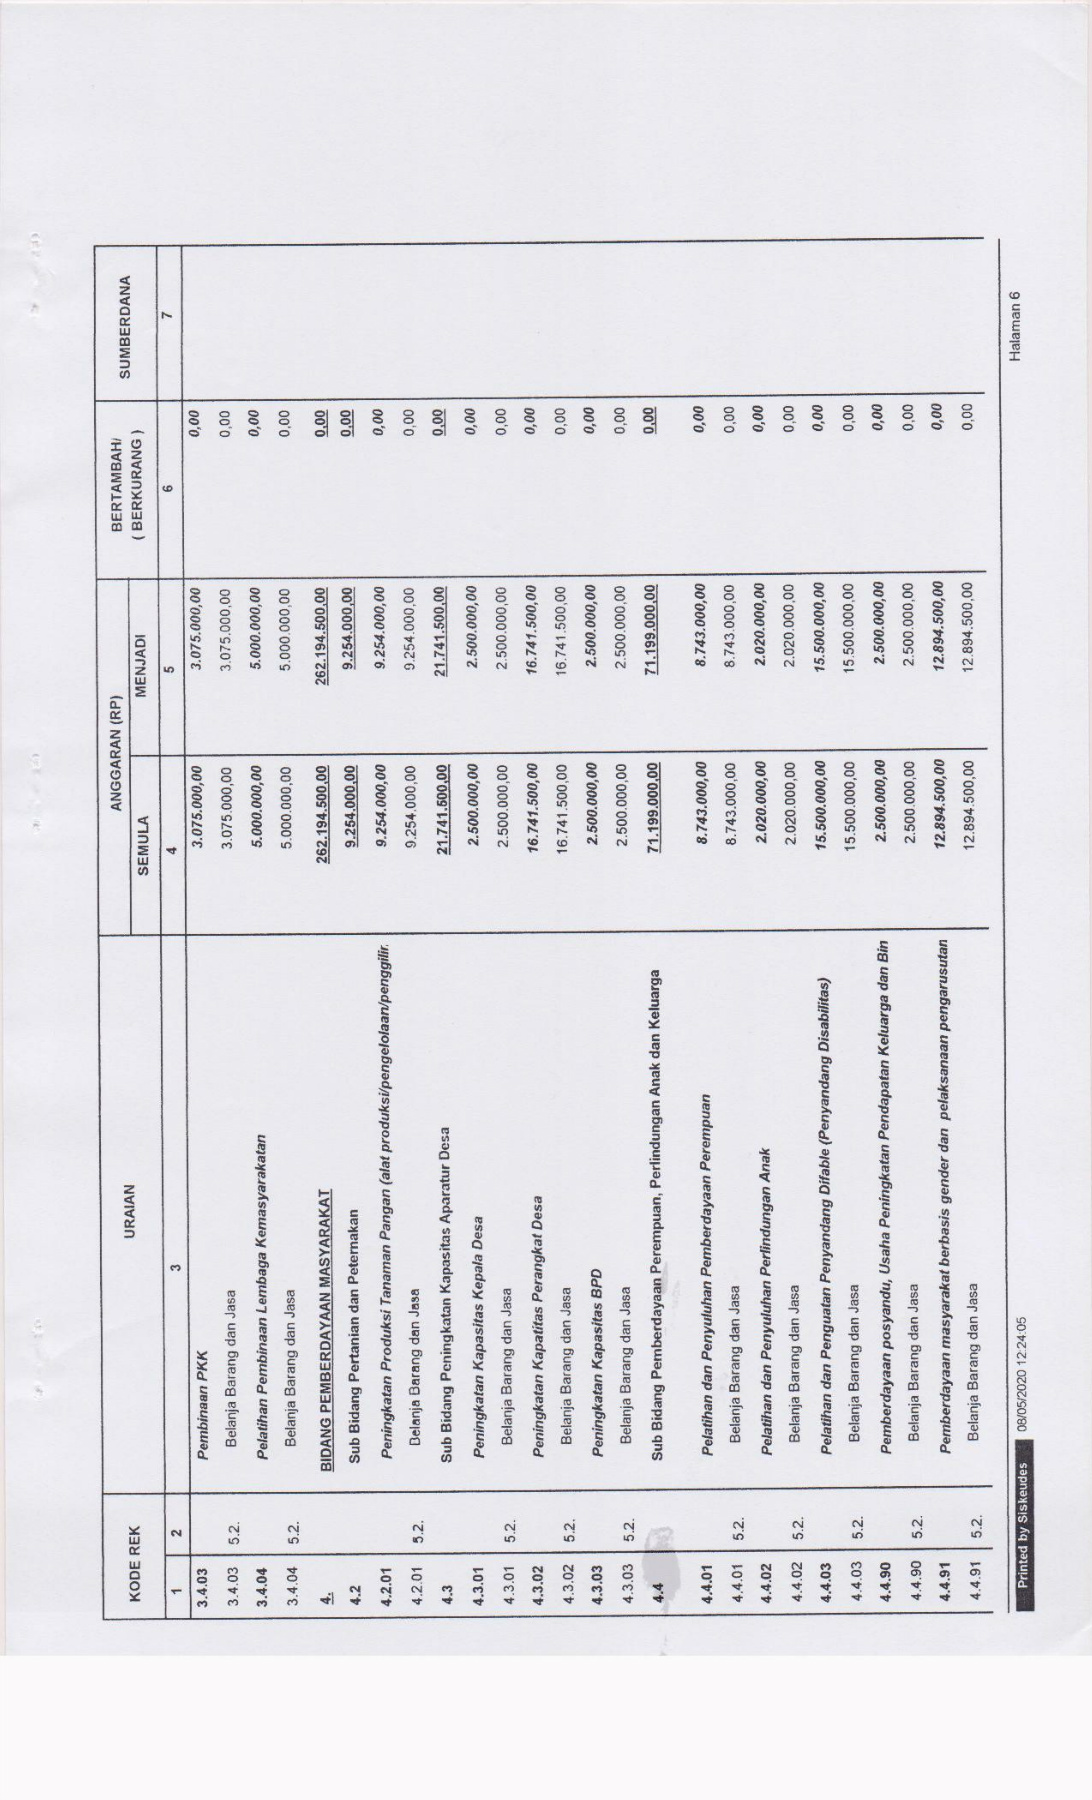 KODE REK URAIAN ANGGARAN (RP) BERTAMBAH/ ( BERKURANG ) SUMBERDANA
SEMULA MENJADI
1 2 3 4 5 6 7
3.4.03 Pembinaan PKK 3.075.000,00 3.075.000,00 0,00
3.4.03 5.2. Belanja Barang dan Jasa 3.075.000,00 3.075.000,00 0,00
3.4.04 Pelatihan Pembinaan Lembaga Kemasyarakatan 5.000.000,00 5.000.000,00 0,00
3.4.04 5.2. Belanja Barang dan Jasa 5.000.000,00 5.000.000,00 0,00
4. BIDANG PEMBERDAYAAN MASYARAKAT 262.194.500,00 262.194.500,00 0,00
4.2 Sub Bidang Pertanian dan Peternakan 9.254.000,00 9.254.000,00 0,00
4.2.01 Peningkatan Produksi Tanaman Pangan (alat produksi/pengelolaan/penggilir. 9.254.000,00 9.254.000,00 0,00
4.2.01 5.2. Belanja Barang dan Jasa 9.254.000,00 9.254.000,00 0,00
4.3 Sub Bidang Peningkatan Kapasitas Aparatur Desa 21.741.500,00 21.741.500,00 0,00
4.3.01 Peningkatan Kapasitas Kepala Desa 2.500.000,00 2.500.000,00 0,00
4.3.01 5.2. Belanja Barang dan Jasa 2.500.000,00 2.500.000,00 0,00
4.3.02 Peningkatan Kapatitas Perangkat Desa 16.741.500,00 16.741.500,00 0,00
4.3.02 5.2. Belanja Barang dan Jasa 16.741.500,00 16.741.500,00 0,00
4.3.03 Peningkatan Kapasitas BPD 2.500.000,00 2.500.000,00 0,00
4.3.03 5.2. Belanja Barang dan Jasa 2.500.000,00 2.500.000,00 0,00
4.4 Sub Bidang Pemberdayaan Perempuan, Perlindungan Anak dan Keluarga 71.199.000,00 71.199.000,00 0,00
4.4.01 Pelatihan dan Penyuluhan Pemberdayaan Perempuan 8.743.000,00 8.743.000,00 0,00
4.4.01 5.2. Belanja Barang dan Jasa 8.743.000,00 8.743.000,00 0,00
4.4.02 Pelatihan dan Penyuluhan Perlindungan Anak 2.020.000,00 2.020.000,00 0,00
4.4.02 5.2. Belanja Barang dan Jasa 2.020.000,00 2.020.000,00 0,00
4.4.03 Pelatihan dan Penguatan Penyandang Difable (Penyandang Disabilitas) 15.500.000,00 15.500.000,00 0,00
4.4.03 5.2. Belanja Barang dan Jasa 15.500.000,00 15.500.000,00 0,00
4.4.90 Pemberdayaan posyandu, Usaha Peningkatan Pendapatan Keluarga dan Bin 2.500.000,00 2.500.000,00 0,00
4.4.90 5.2. Belanja Barang dan Jasa 2.500.000,00 2.500.000,00 0,00
4.4.91 Pemberdayaan masyarakat berbasis gender dan pelaksanaan pengarusutan 12.894.500,00 12.894.500,00 0,00
4.4.91 5.2. Belanja Barang dan Jasa 12.894.500,00 12.894.500,00 0,00
Printed by Siskeudes 08/05/2020 12:24:05 Halaman 6